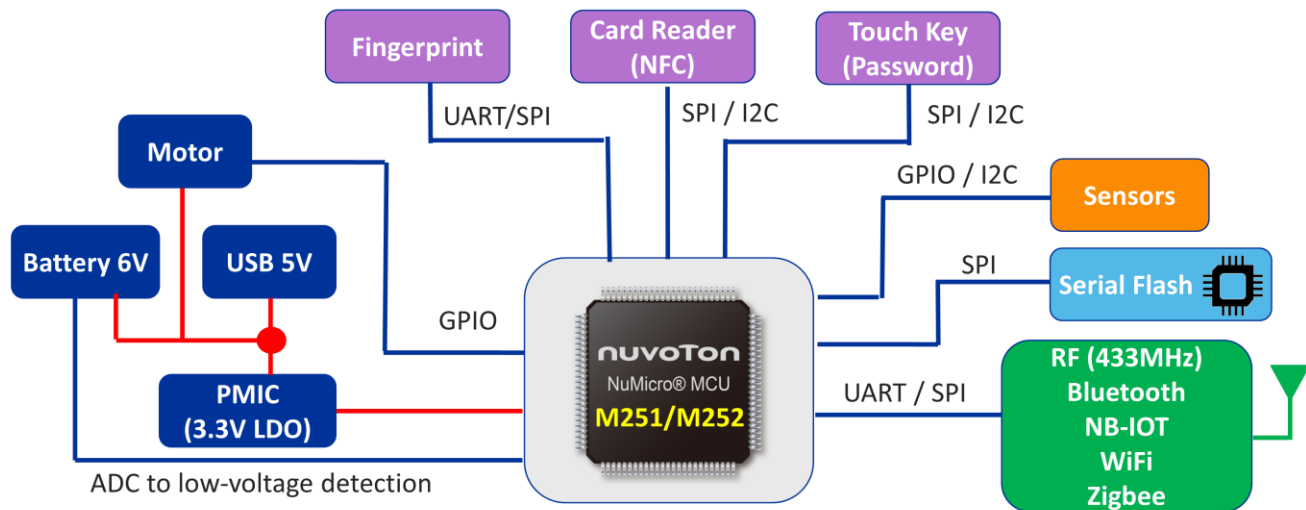 Fingerprint
Card Reader
(NFC)
Touch Key
(Password)
UART/SPI
SPI / I2C
SPI / I2C
Motor
GPIO / I2C
Sensors
Battery 6V
USB 5V
SPI
Serial Flash
GPIO
nuvoTon
NuMicro® MCU
M251/M252
PMIC
(3.3V LDO)
UART / SPI
RF (433MHz)
Bluetooth
NB-IOT
WiFi
Zigbee
ADC to low-voltage detection